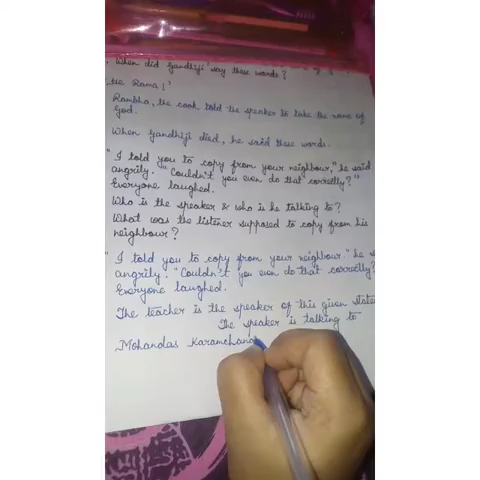 . When did Gandhiji say these words?
Rambha, the cook told the speaker to take the name of
God.
When Gandhiji died, he said these words.
"I told you to copy from your neighbour," he said
angrily. "Couldn't you even do that correctly?"
Everyone laughed.
Who is the speaker & who is he talking to?
What was the listener supposed to copy from his
neighbour?
"I told you to copy from your neighbour." he s
angrily. "Couldn't you even do that correctly?
Everyone laughed.
The teacher is the speaker of this given state
The speaker is talking to
Mohandas Karamchand